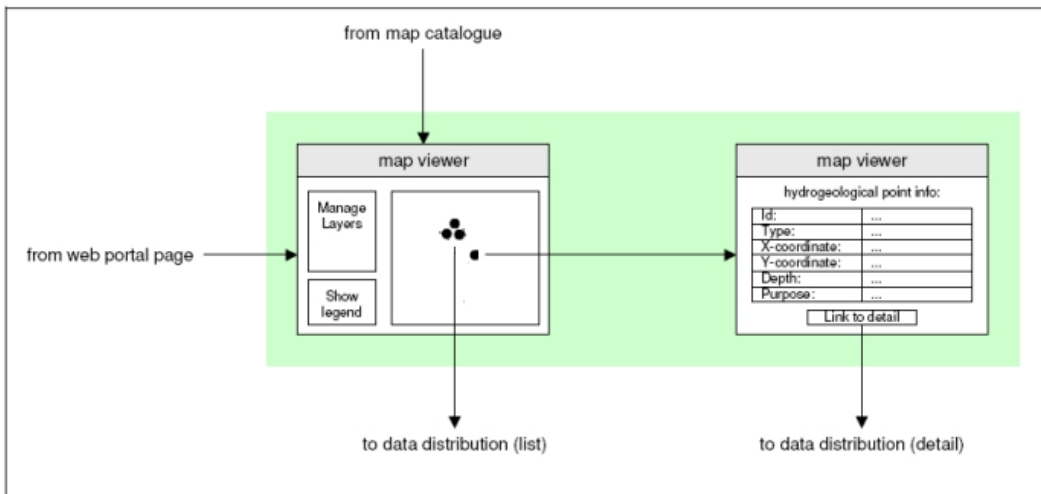 from map catalogue
map viewer
Manage
Layers
Show
legend
from web portal page
map viewer
hydrogeological point info:
Id: ...
Type: ...
X-coordinate: ...
Y-coordinate: ...
Depth: ...
Purpose: ...
Link to detail
to data distribution (list)
to data distribution (detail)